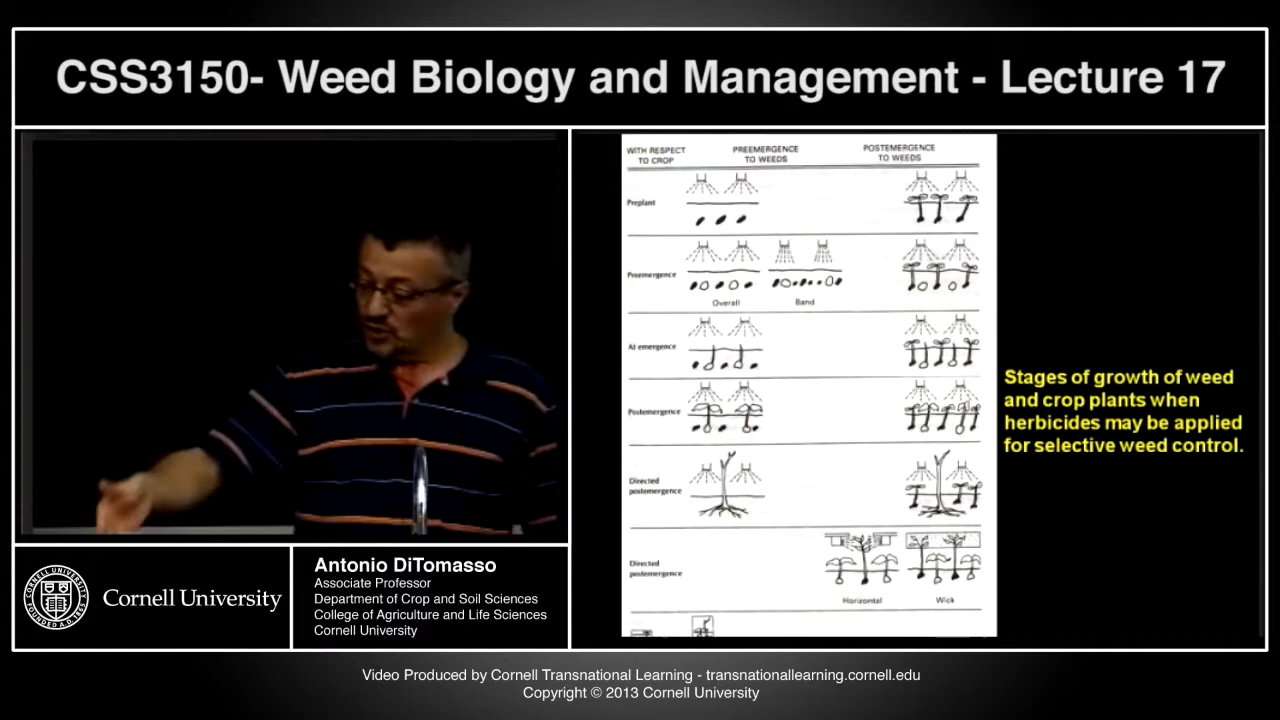 CSS3150- Weed Biology and Management - Lecture 17
WITH RESPECT
TO CROP
PREEMERGENCE
TO WEEDS
POSTEMERGENCE
TO WEEDS
Preplant
Preemergence
Overall
Band
At emergence
Postemergence
Directed
postemergence
Directed
postemergence
Horizontal
Wick
Stages of growth of weed
and crop plants when
herbicides may be applied
for selective weed control.
Cornell University
Antonio DiTomasso
Associate Professor
Department of Crop and Soil Sciences
College of Agriculture and Life Sciences
Cornell University
Video Produced by Cornell Transnational Learning - transnationallearning.cornell.edu
Copyright © 2013 Cornell University